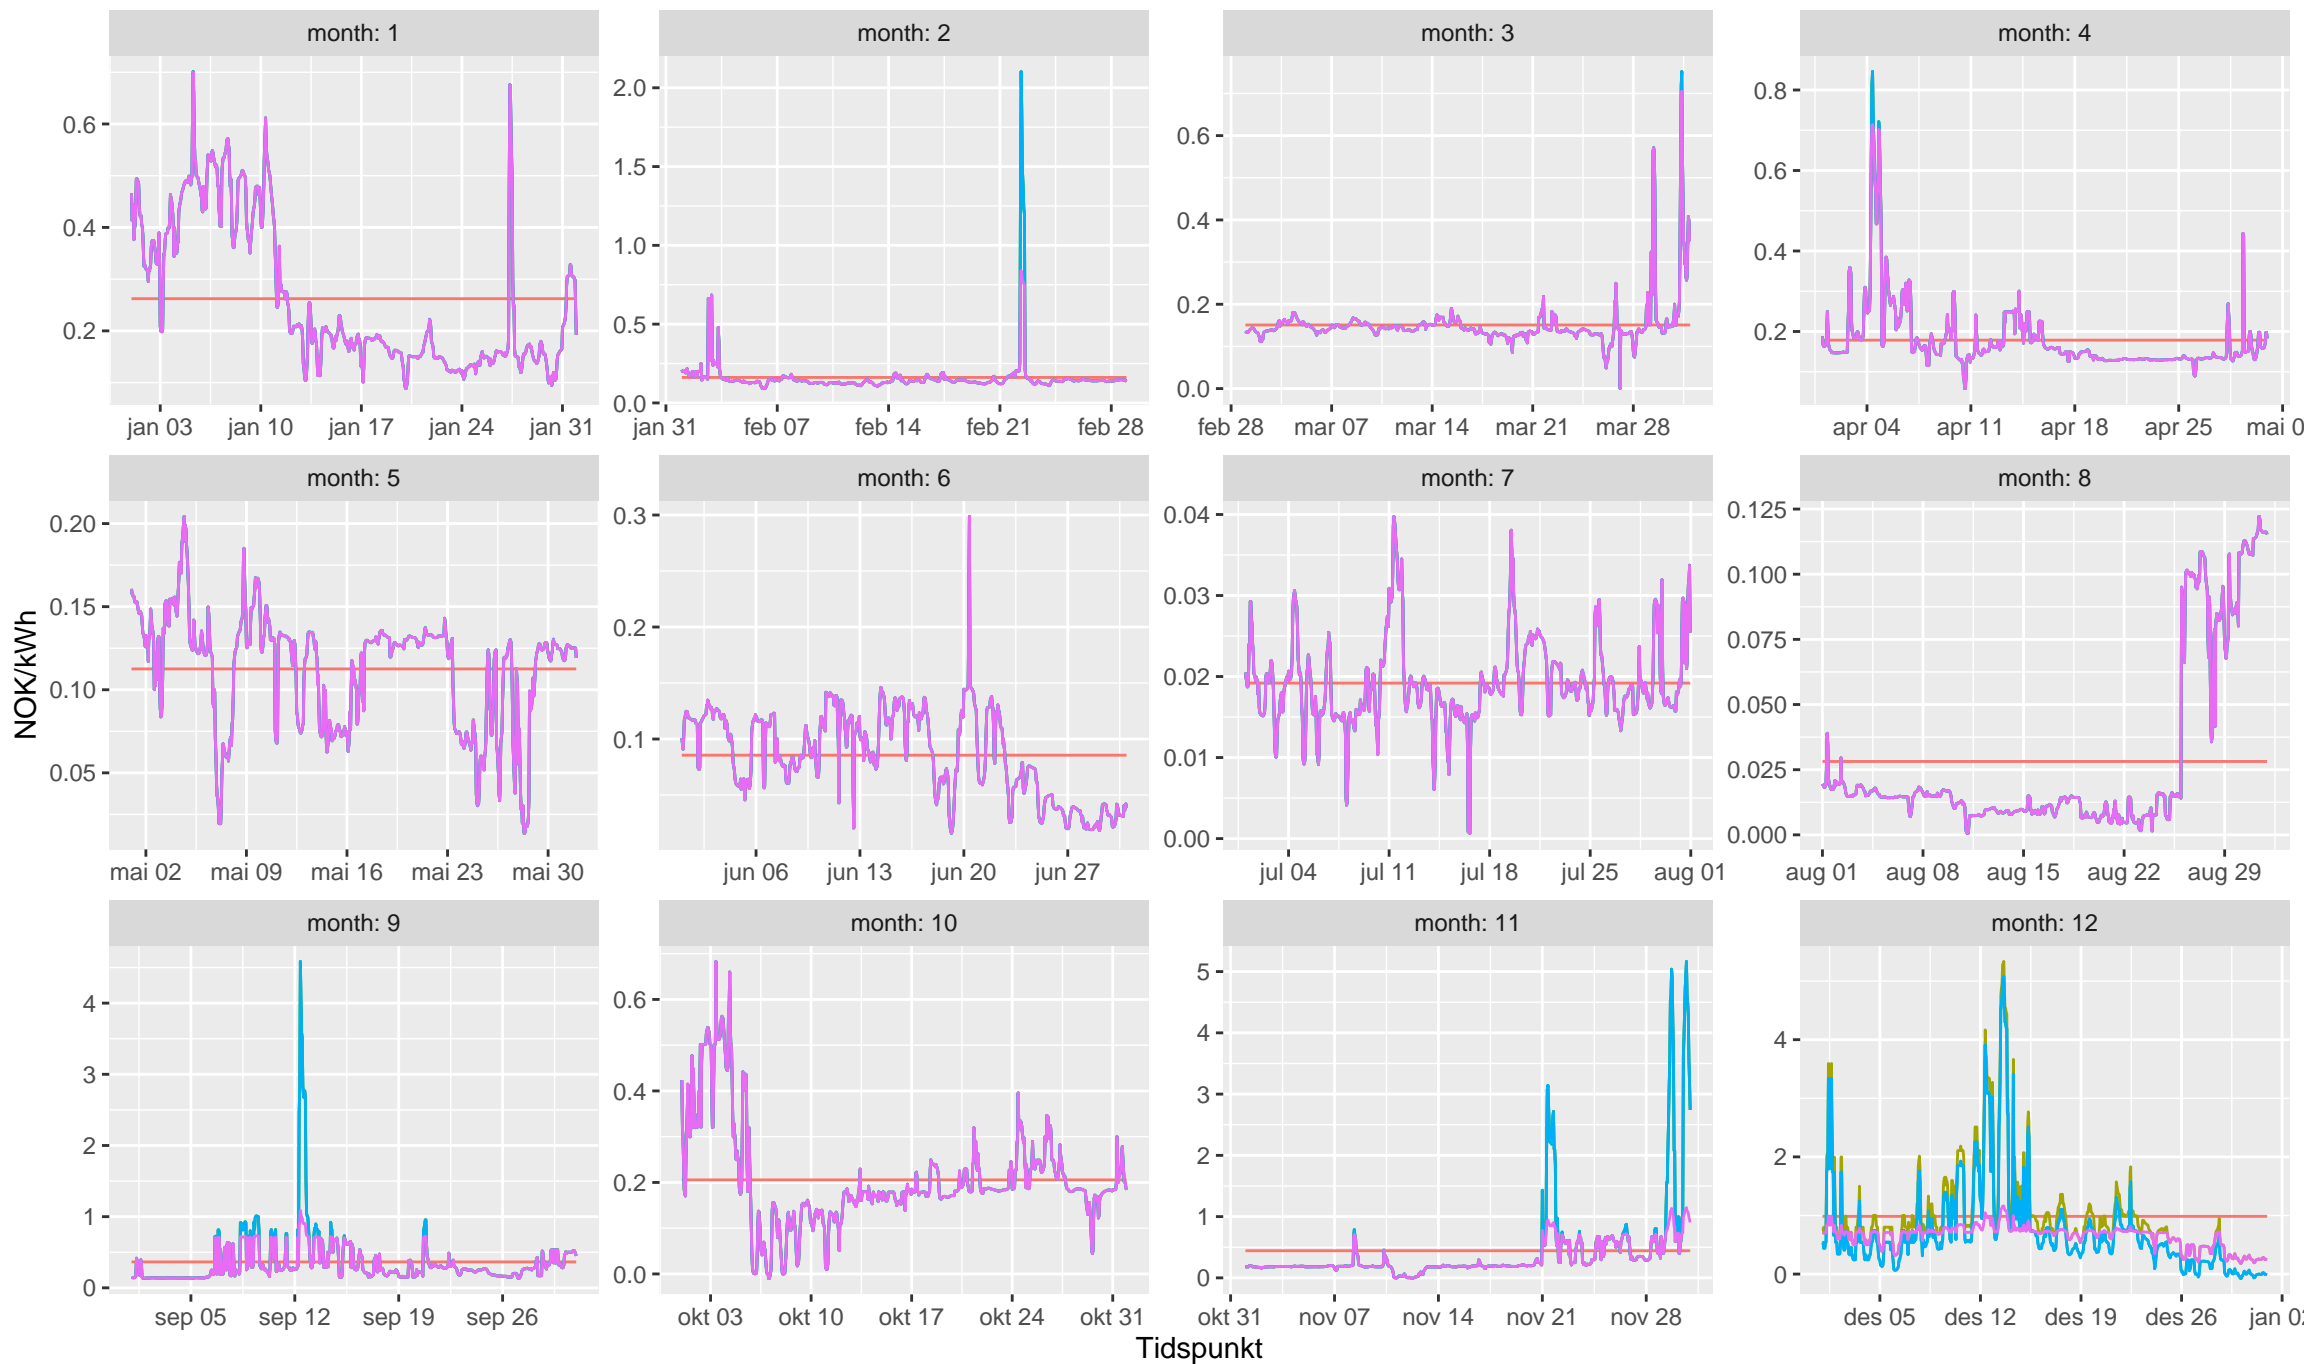 month: 1 month: 2 month: 3 month: 4
0.6 0.4 0.2
2.0 1.5 1.0 0.5 0.0
0.6 0.4 0.2 0.0
0.8 0.6 0.4 0.2
jan 03 jan 10 jan 17 jan 24 jan 31
jan 31 feb 07 feb 14 feb 21 feb 28
feb 28 mar 07 mar 14 mar 21 mar 28
apr 04 apr 11 apr 18 apr 25 mai 0
month: 5 month: 6 month: 7 month: 8
NOK/kWh
0.20 0.15 0.10 0.05
0.3 0.2 0.1
0.04 0.03 0.02 0.01 0.00
0.125 0.100 0.075 0.050 0.025 0.000
mai 02 mai 09 mai 16 mai 23 mai 30
jun 06 jun 13 jun 20 jun 27
jul 04 jul 11 jul 18 jul 25 aug 01
aug 01 aug 08 aug 15 aug 22 aug 29
month: 9 month: 10 month: 11 month: 12
4 3 2 1 0
0.6 0.4 0.2 0.0
5 4 3 2 1 0
4 2 0
sep 05 sep 12 sep 19 sep 26
okt 03 okt 10 okt 17 okt 24 okt 31
okt 31 nov 07 nov 14 nov 21 nov 28
des 05 des 12 des 19 des 26 jan 02
Tidspunkt